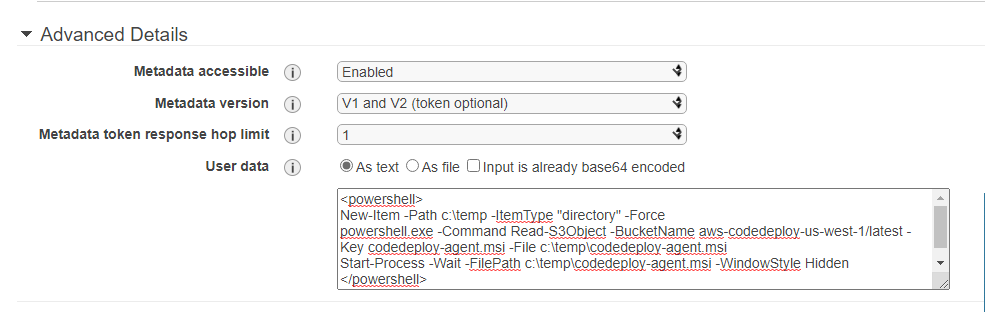 Advanced Details
Metadata accessible i Enabled
Metadata version i V1 and V2 (token optional)
Metadata token response hop limit i 1
User data i As text As file Input is already base64 encoded
<powershell>
New-Item -Path c:\temp -ItemType "directory" -Force
powershell.exe -Command Read-S3Object -BucketName aws-codedeploy-us-west-1/latest -
Key codedeploy-agent.msi -File c:\temp\codedeploy-agent.msi
Start-Process -Wait -FilePath c:\temp\codedeploy-agent.msi -WindowStyle Hidden
</powershell>